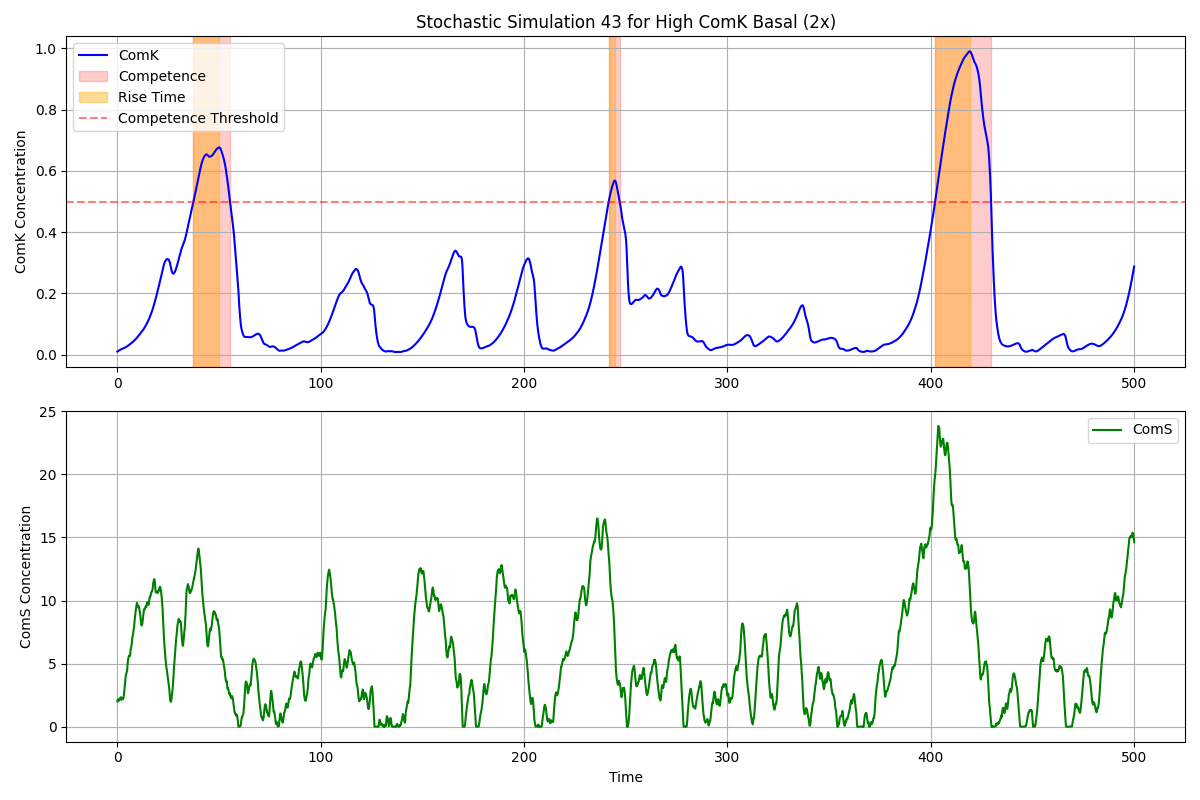 Stochastic Simulation 43 for High ComK Basal (2x)
ComK Concentration
1.0
0.8
0.6
0.4
0.2
0.0
ComK
Competence
Rise Time
Competence Threshold
0 100 200 300 400 500
ComS Concentration
25
20
15
10
5
0
ComS
0 100 200 300 400 500
Time